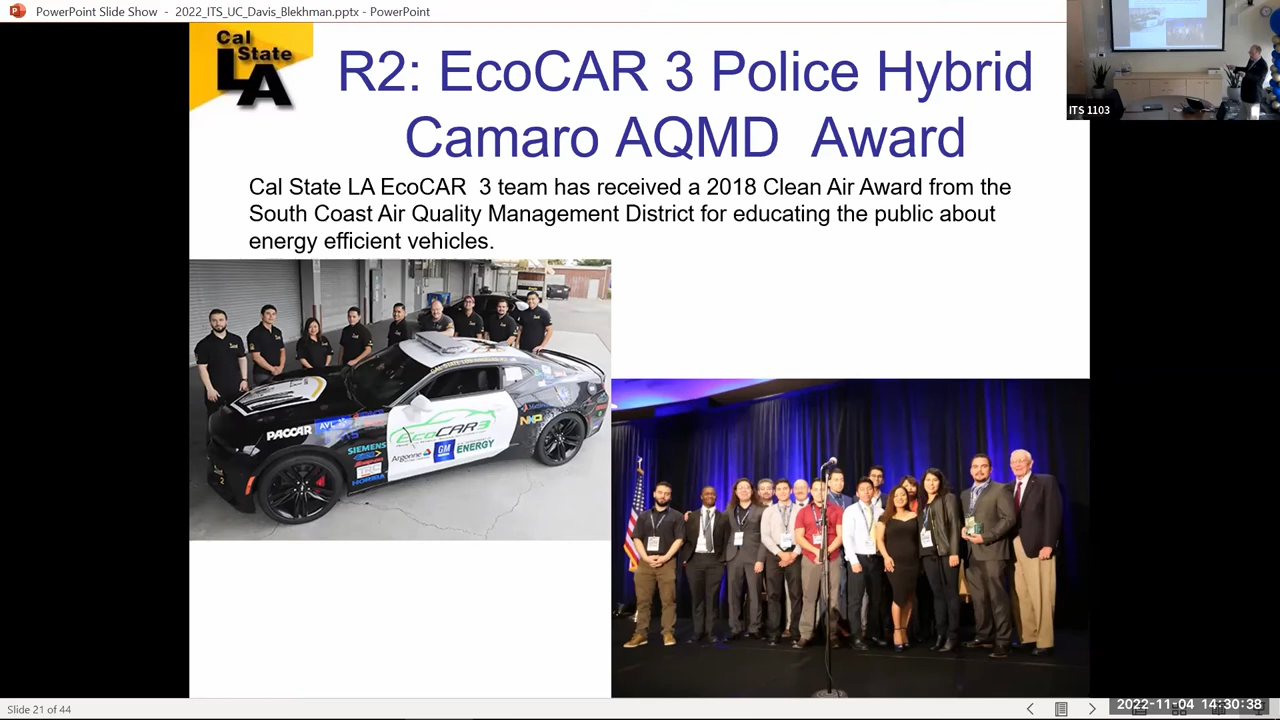 PowerPoint Slide Show - 2022_ITS_UC_Davis_Blekhman.pptx - PowerPoint
Cal
State
LA
R2: EcoCAR 3 Police Hybrid
Camaro AQMD Award
ITS 1103
Cal State LA EcoCAR 3 team has received a 2018 Clean Air Award from the
South Coast Air Quality Management District for educating the public about
energy efficient vehicles.
PACCAR
AVL
SIEMENS
HORIBA
EcoCAR3
Argonne
GM
ENERGY
NXP
Slide 21 of 44
2022-11-04 14:30:38